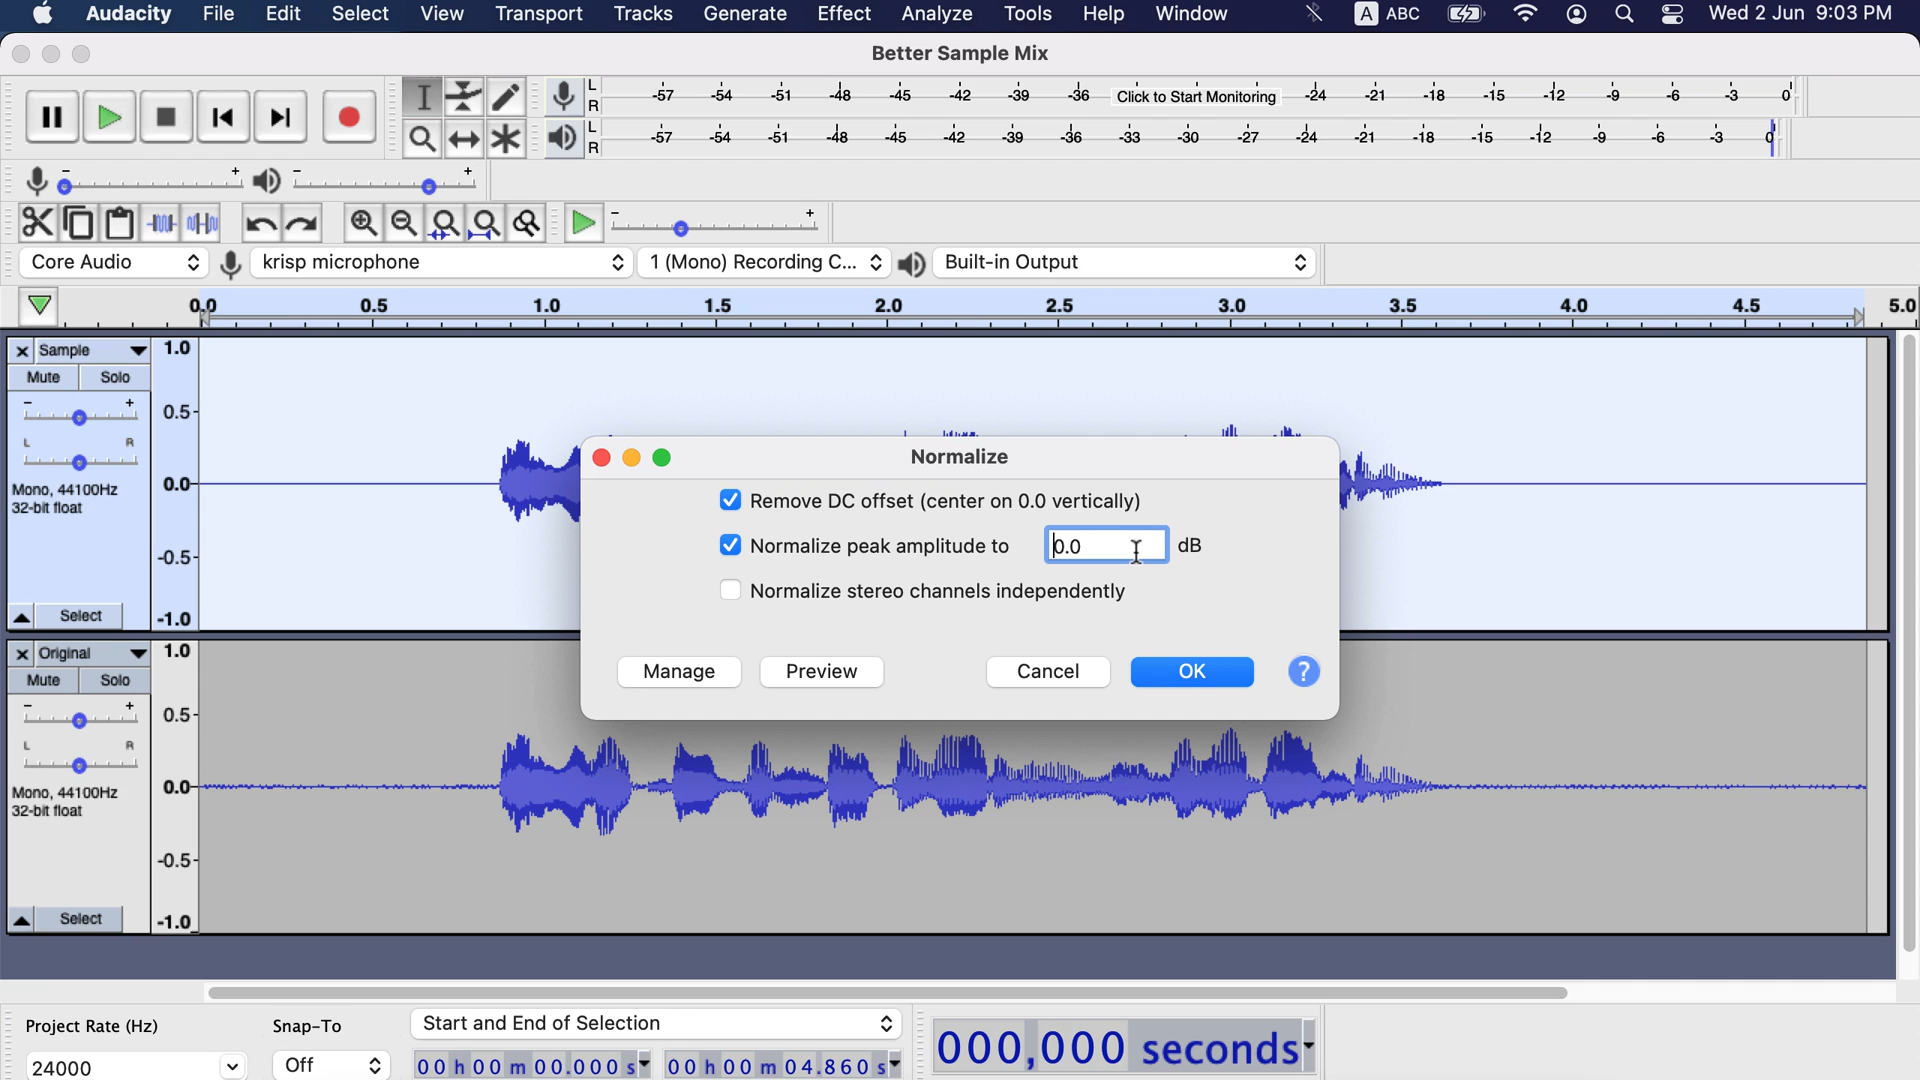 Audacity File Edit Select View Transport Tracks Generate Effect Analyze Tools Help Window A ABC Wed 2 Jun 9:03 PM
Better Sample Mix
L R -57 -54 -51 -48 -45 -42 -39 -36 Click to Start Monitoring -24 -21 -18 -15 -12 -9 -6 -3 0
L R -57 -54 -51 -48 -45 -42 -39 -36 -33 -30 -27 -24 -21 -18 -15 -12 -9 -6 -3 0
- + - +
- +
Core Audio krisp microphone 1 (Mono) Recording C... Built-in Output
0.0 0.5 1.0 1.5 2.0 2.5 3.0 3.5 4.0 4.5 5.0
Sample 1.0
Mute Solo
- + 0.5-
L R
Mono, 44100Hz 0.0-
32-bit float
-0.5-
Select -1.0
Normalize
Remove DC offset (center on 0.0 vertically)
Normalize peak amplitude to 0.0 dB
Normalize stereo channels independently
Manage Preview Cancel OK ?
Original 1.0
Mute Solo
- + 0.5-
L R
Mono, 44100Hz 0.0-
32-bit float
-0.5-
Select -1.0
Project Rate (Hz) Snap-To Start and End of Selection
24000 Off 00 h 00 m 00.000 s 00 h 00 m 04.860 s 000,000 seconds